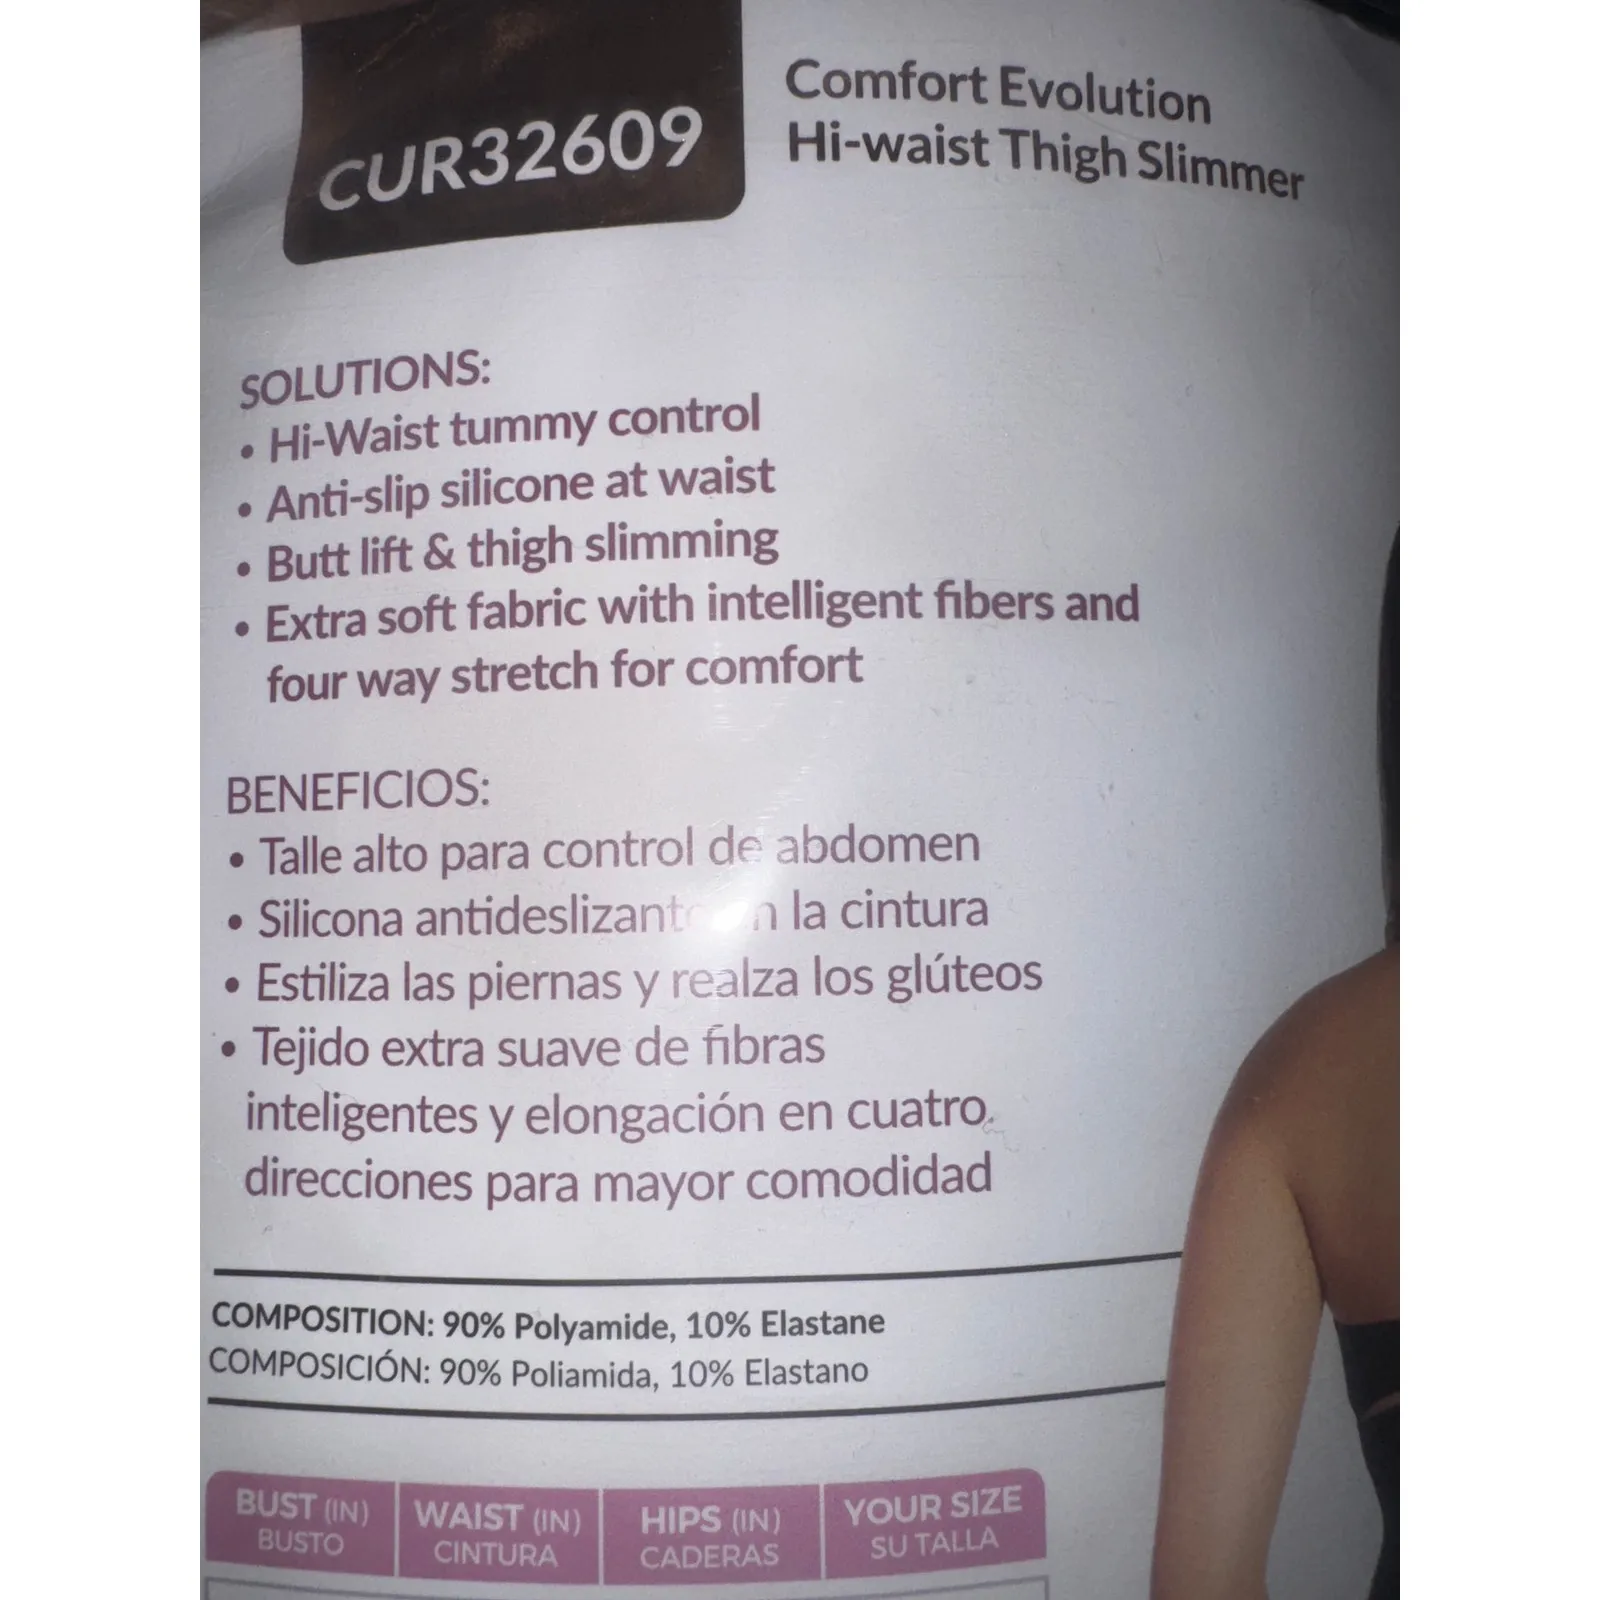 CUR32609
Comfort Evolution
Hi-waist Thigh Slimmer
SOLUTIONS:
• Hi-Waist tummy control
• Anti-slip silicone at waist
• Butt lift & thigh slimming
• Extra soft fabric with intelligent fibers and
four way stretch for comfort
BENEFICIOS:
• Talle alto para control de abdomen
• Silicona antideslizante en la cintura
• Estiliza las piernas y realza los glúteos
• Tejido extra suave de fibras
inteligentes y elongación en cuatro
direcciones para mayor comodidad
COMPOSITION: 90% Polyamide, 10% Elastane
COMPOSICIÓN: 90% Poliamida, 10% Elastano
BUST (IN) WAIST (IN) HIPS (IN) YOUR SIZE
BUSTO CINTURA CADERAS SU TALLA